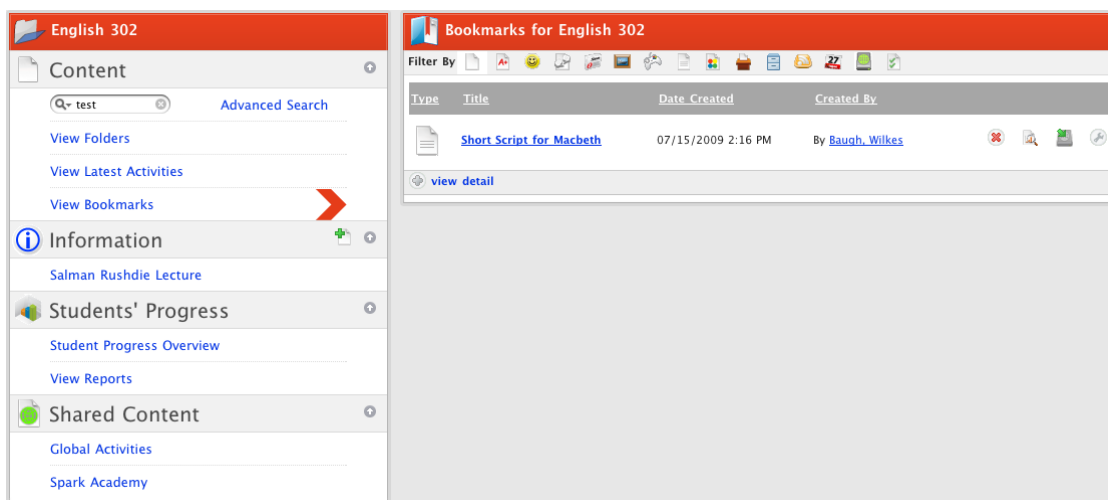 English 302
Content
test
Advanced Search
View Folders
View Latest Activities
View Bookmarks
Information
Salman Rushdie Lecture
Students' Progress
Student Progress Overview
View Reports
Shared Content
Global Activities
Spark Academy
Bookmarks for English 302
Filter By
A+
27
Type Title Date Created Created By
Short Script for Macbeth 07/15/2009 2:16 PM By Baugh, Wilkes
view detail